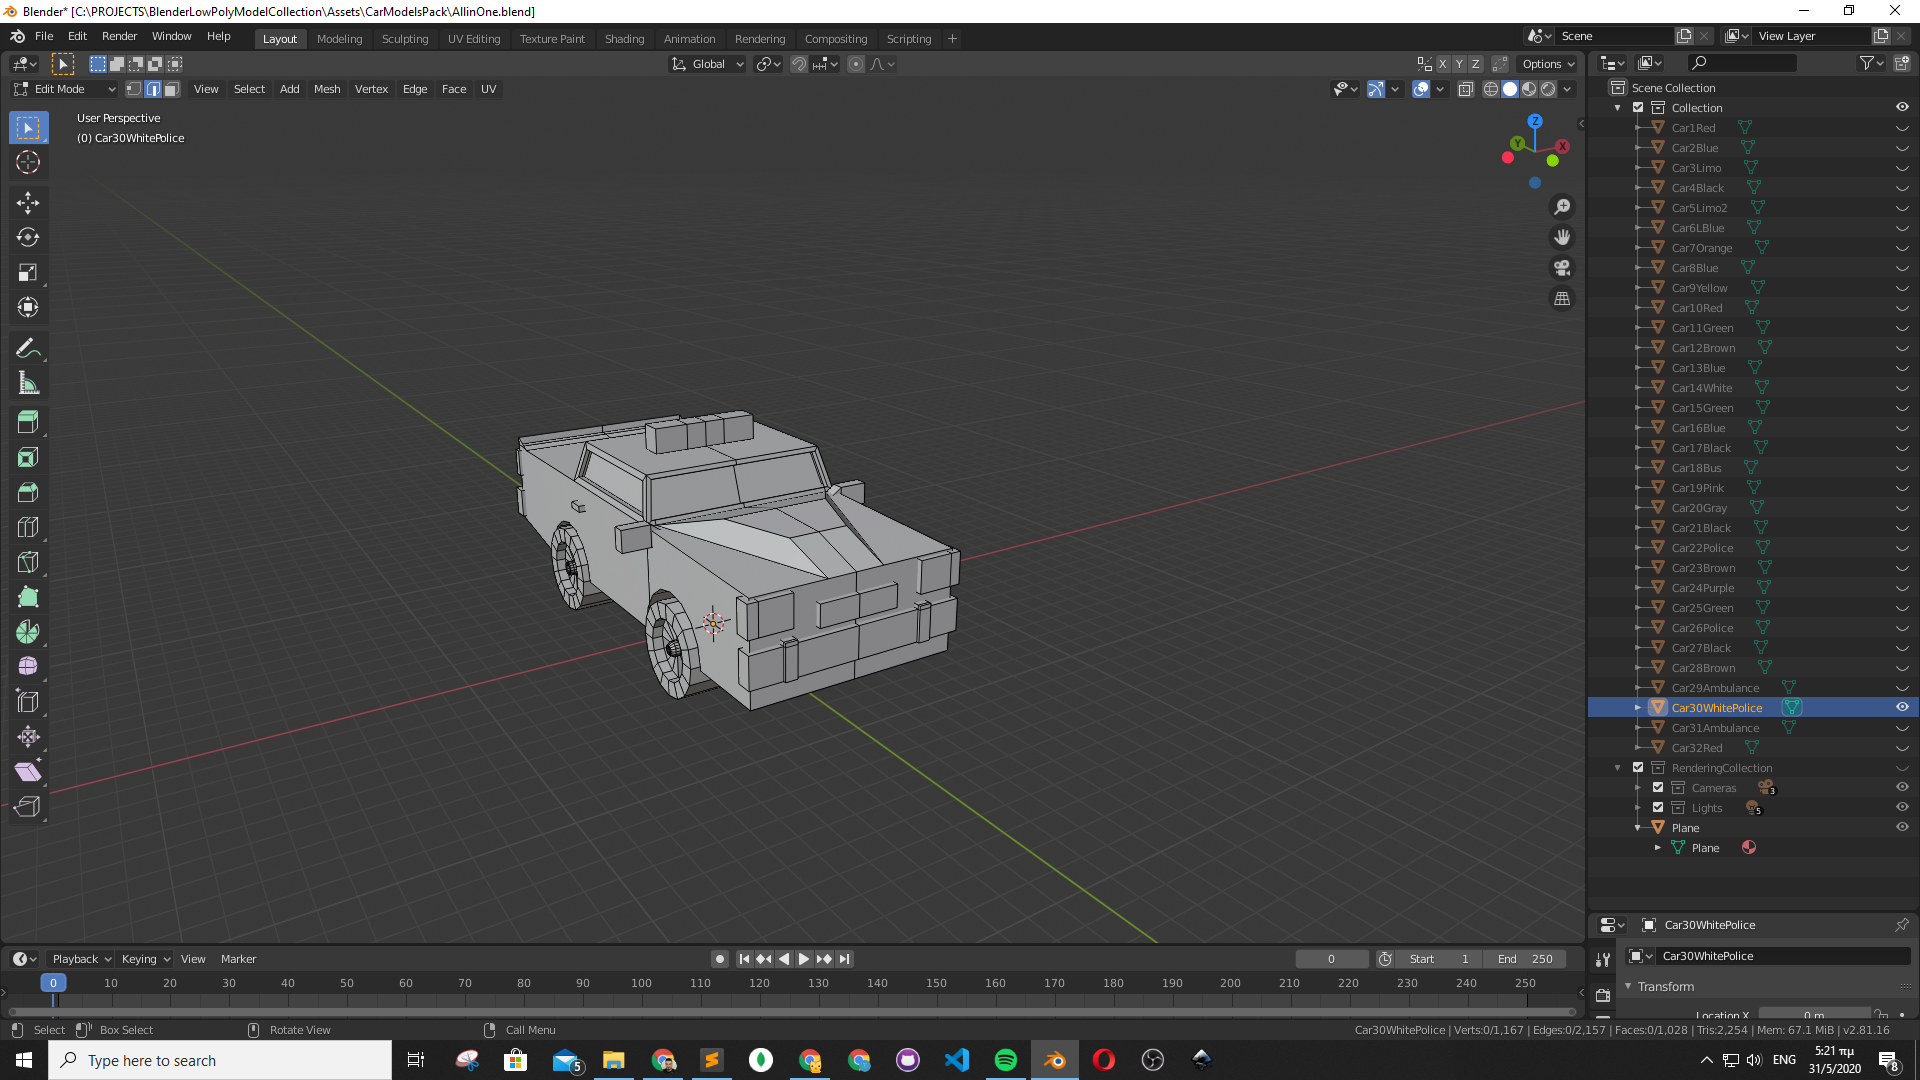 Blender* [C:\PROJECTS\BlenderLowPolyModelCollection\Assets\CarModelsPack\AllinOne.blend]
File Edit Render Window Help Layout Modeling Sculpting UV Editing Texture Paint Shading Animation Rendering Compositing Scripting + Scene View Layer
Global X Y Z Options
Edit Mode View Select Add Mesh Vertex Edge Face UV
User Perspective
(0) Car30WhitePolice
Z
Y
X
Scene Collection
Collection
Car1Red
Car2Blue
Car3Limo
Car4Black
Car5Limo2
Car6LBlue
Car7Orange
Car8Blue
Car9Yellow
Car10Red
Car11Green
Car12Brown
Car13Blue
Car14White
Car15Green
Car16Blue
Car17Black
Car18Bus
Car19Pink
Car20Gray
Car21Black
Car22Police
Car23Brown
Car24Purple
Car25Green
Car26Police
Car27Black
Car28Brown
Car29Ambulance
Car30WhitePolice
Car31Ambulance
Car32Red
RenderingCollection
Cameras 3
Lights 5
Plane
Plane
Car30WhitePolice
Car30WhitePolice
Transform
Location X 0 m
Playback Keying View Marker 0 Start 1 End 250
0 10 20 30 40 50 60 70 80 90 100 110 120 130 140 150 160 170 180 190 200 210 220 230 240 250
Select Box Select Rotate View Call Menu Car30WhitePolice | Verts:0/1,167 | Edges:0/2,157 | Faces:0/1,028 | Tris:2,254 | Mem: 67.1 MiB | v2.81.16
Type here to search 5 ENG 5:21 πμ
31/5/2020 8